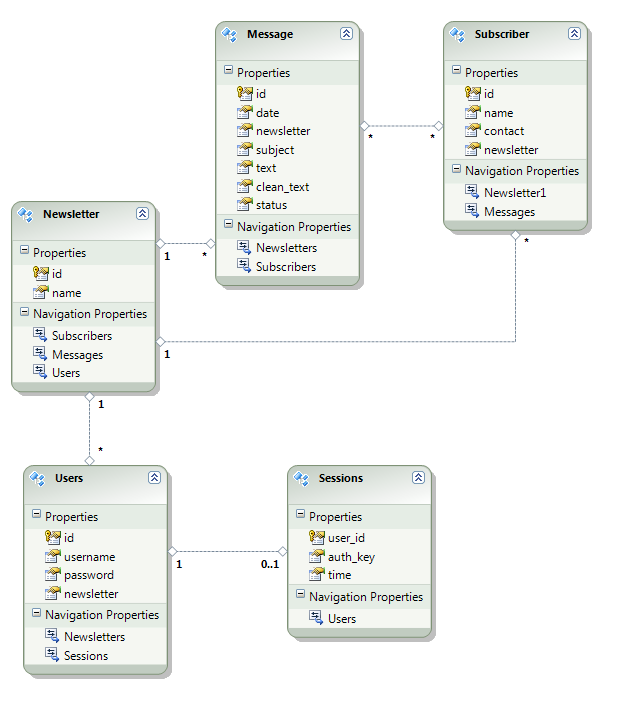 Message
Properties
id
date
newsletter
subject
text
clean_text
status
Navigation Properties
Newsletters
Subscribers
Subscriber
Properties
id
name
contact
newsletter
Navigation Properties
Newsletter1
Messages
* *
Newsletter
Properties
id
name
Navigation Properties
Subscribers
Messages
Users
1 *
1 *
1
*
Users
Properties
id
username
password
newsletter
Navigation Properties
Newsletters
Sessions
1 0..1
Sessions
Properties
user_id
auth_key
time
Navigation Properties
Users